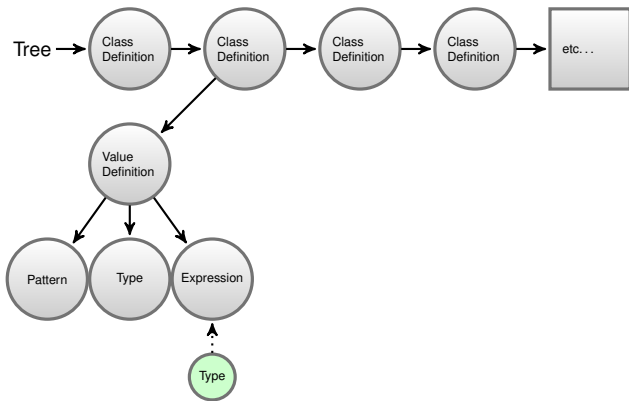 Tree
Class
Definition
Class
Definition
Class
Definition
Class
Definition
etc...
Value
Definition
Pattern
Type
Expression
Type